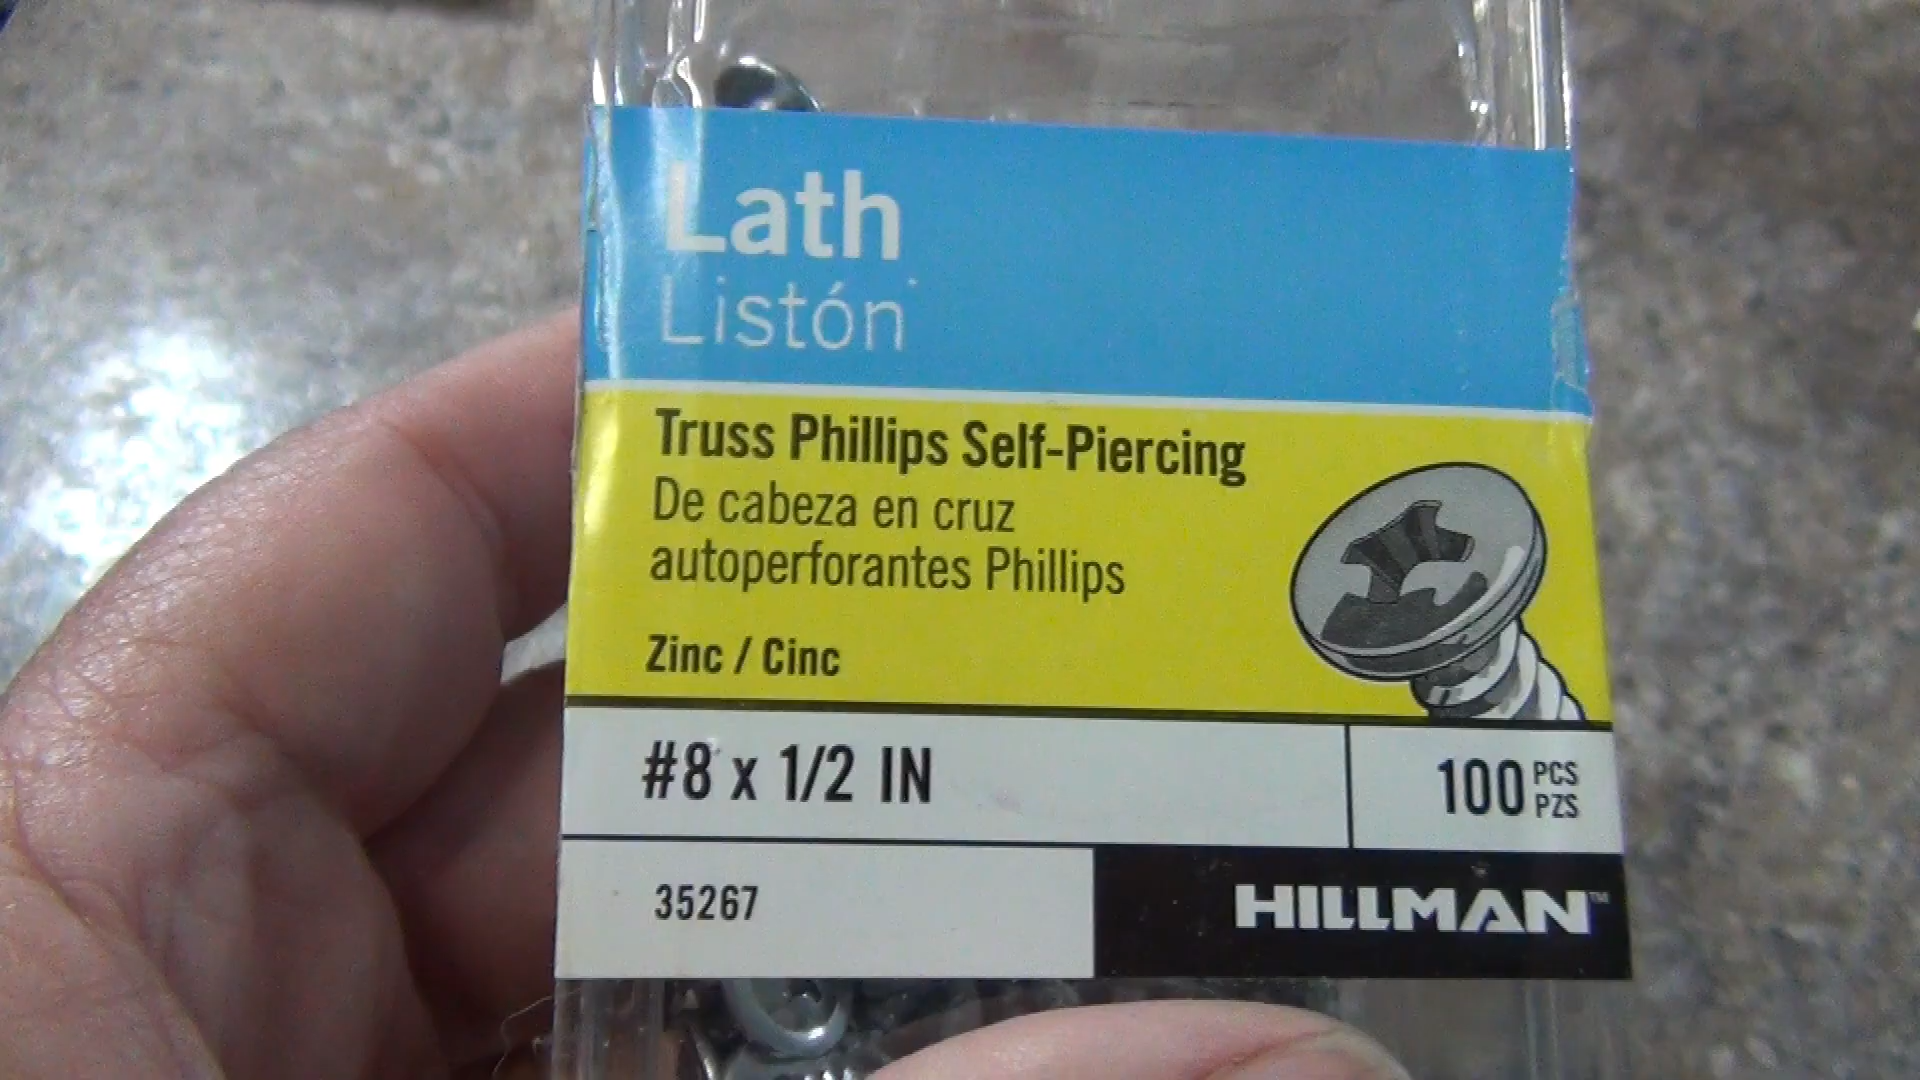 Lath
Listón
Truss Phillips Self-Piercing
De cabeza en cruz
autoperforantes Phillips
Zinc / Cinc
#8 x 1/2 IN
100 PCS
PZS
35267
HILLMAN™